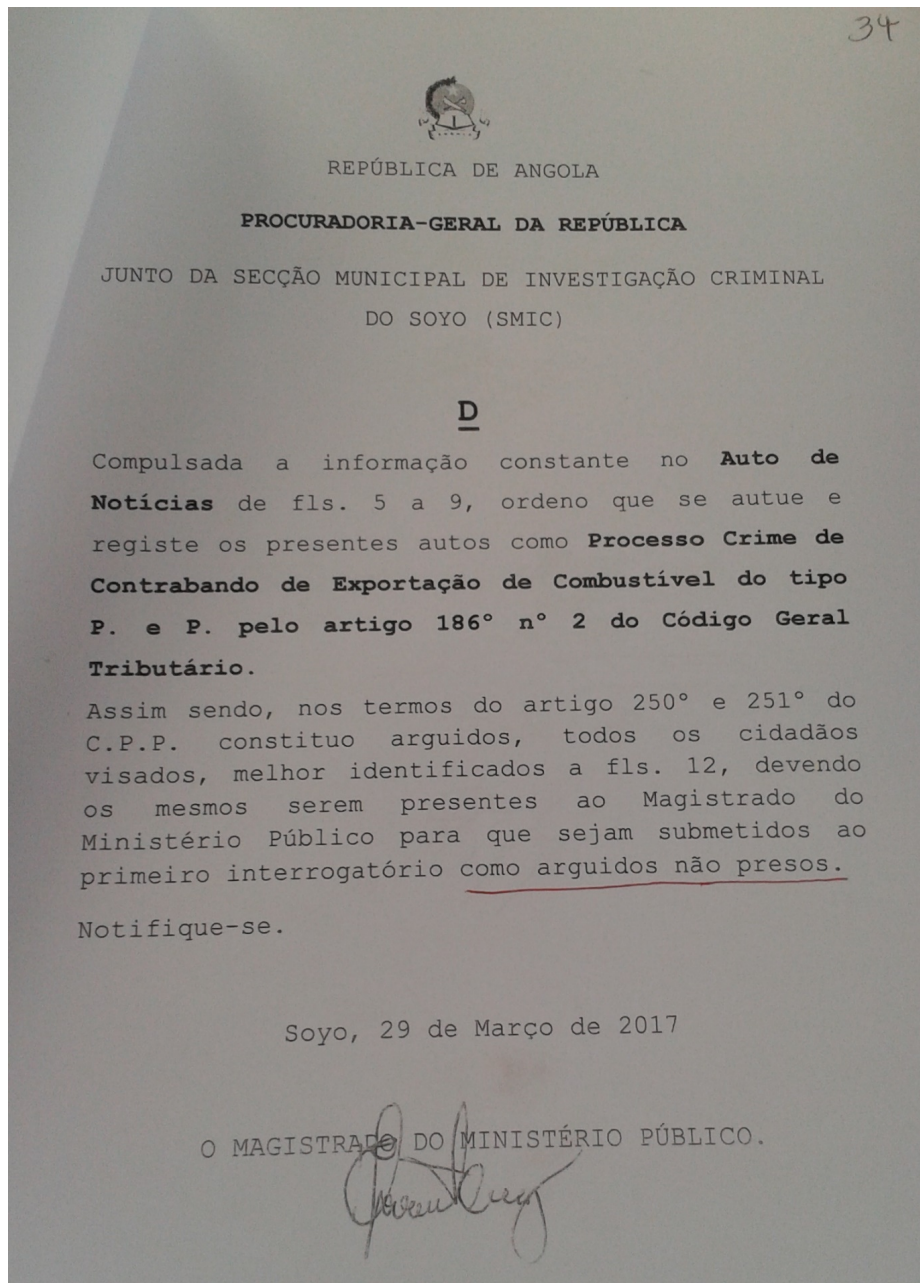 34
REPÚBLICA DE ANGOLA
PROCURADORIA-GERAL DA REPÚBLICA
JUNTO DA SECÇÃO MUNICIPAL DE INVESTIGAÇÃO CRIMINAL
DO SOYO (SMIC)
D
Compulsada a informação constante no Auto de
Notícias de fls. 5 a 9, ordeno que se autue e
registe os presentes autos como Processo Crime de
Contrabando de Exportação de Combustível do tipo
P. e P. pelo artigo 186º nº 2 do Código Geral
Tributário.
Assim sendo, nos termos do artigo 250º e 251º do
C.P.P. constituo arguidos, todos os cidadãos
visados, melhor identificados a fls. 12, devendo
os mesmos serem presentes ao Magistrado do
Ministério Público para que sejam submetidos ao
primeiro interrogatório como arguidos não presos.
Notifique-se.
Soyo, 29 de Março de 2017
O MAGISTRADO DO MINISTÉRIO PÚBLICO.